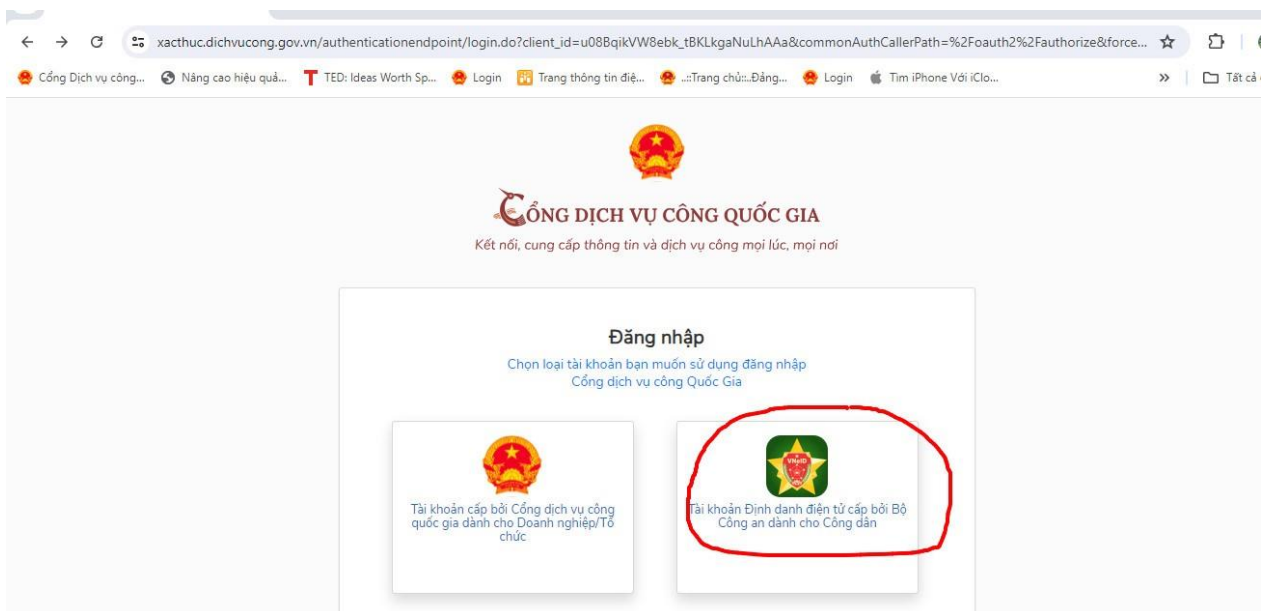 xacthuc.dichvucong.gov.vn/authenticationendpoint/login.do?client_id=u08BqikVW8ebk_tBKLkgaNuLhAAa&commonAuthCallerPath=%2Foauth2%2Fauthorize&force...
Cổng Dịch vụ công... Nâng cao hiệu quả... TED: Ideas Worth Sp... Login Trang thông tin điệ... ..::Trang chủ::..Đảng... Login Tìm iPhone Với iClo... » Tất cả
CỔNG DỊCH VỤ CÔNG QUỐC GIA
Kết nối, cung cấp thông tin và dịch vụ công mọi lúc, mọi nơi
Đăng nhập
Chọn loại tài khoản bạn muốn sử dụng đăng nhập
Cổng dịch vụ công Quốc Gia
Tài khoản cấp bởi Cổng dịch vụ công
quốc gia dành cho Doanh nghiệp/Tổ
chức
VNeID
Tài khoản Định danh điện tử cấp bởi Bộ
Công an dành cho Công dân